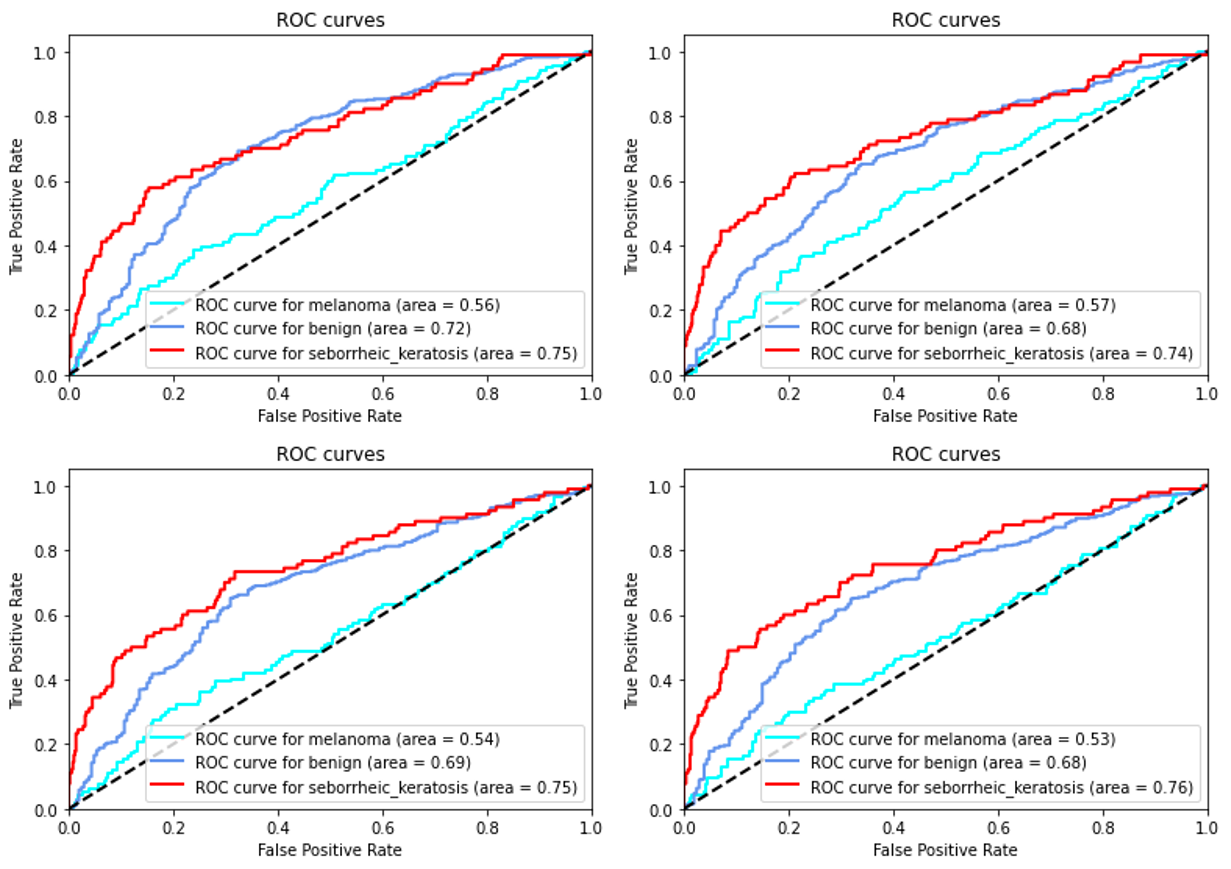 ROC curves
1.0
0.8
0.6
0.4
0.2
0.0
True Positive Rate
ROC curve for melanoma (area = 0.56)
ROC curve for benign (area = 0.72)
ROC curve for seborrheic_keratosis (area = 0.75)
0.0 0.2 0.4 0.6 0.8 1.0
False Positive Rate
ROC curves
1.0
0.8
0.6
0.4
0.2
0.0
True Positive Rate
ROC curve for melanoma (area = 0.57)
ROC curve for benign (area = 0.68)
ROC curve for seborrheic_keratosis (area = 0.74)
0.0 0.2 0.4 0.6 0.8 1.0
False Positive Rate
ROC curves
1.0
0.8
0.6
0.4
0.2
0.0
True Positive Rate
ROC curve for melanoma (area = 0.54)
ROC curve for benign (area = 0.69)
ROC curve for seborrheic_keratosis (area = 0.75)
0.0 0.2 0.4 0.6 0.8 1.0
False Positive Rate
ROC curves
1.0
0.8
0.6
0.4
0.2
0.0
True Positive Rate
ROC curve for melanoma (area = 0.53)
ROC curve for benign (area = 0.68)
ROC curve for seborrheic_keratosis (area = 0.76)
0.0 0.2 0.4 0.6 0.8 1.0
False Positive Rate